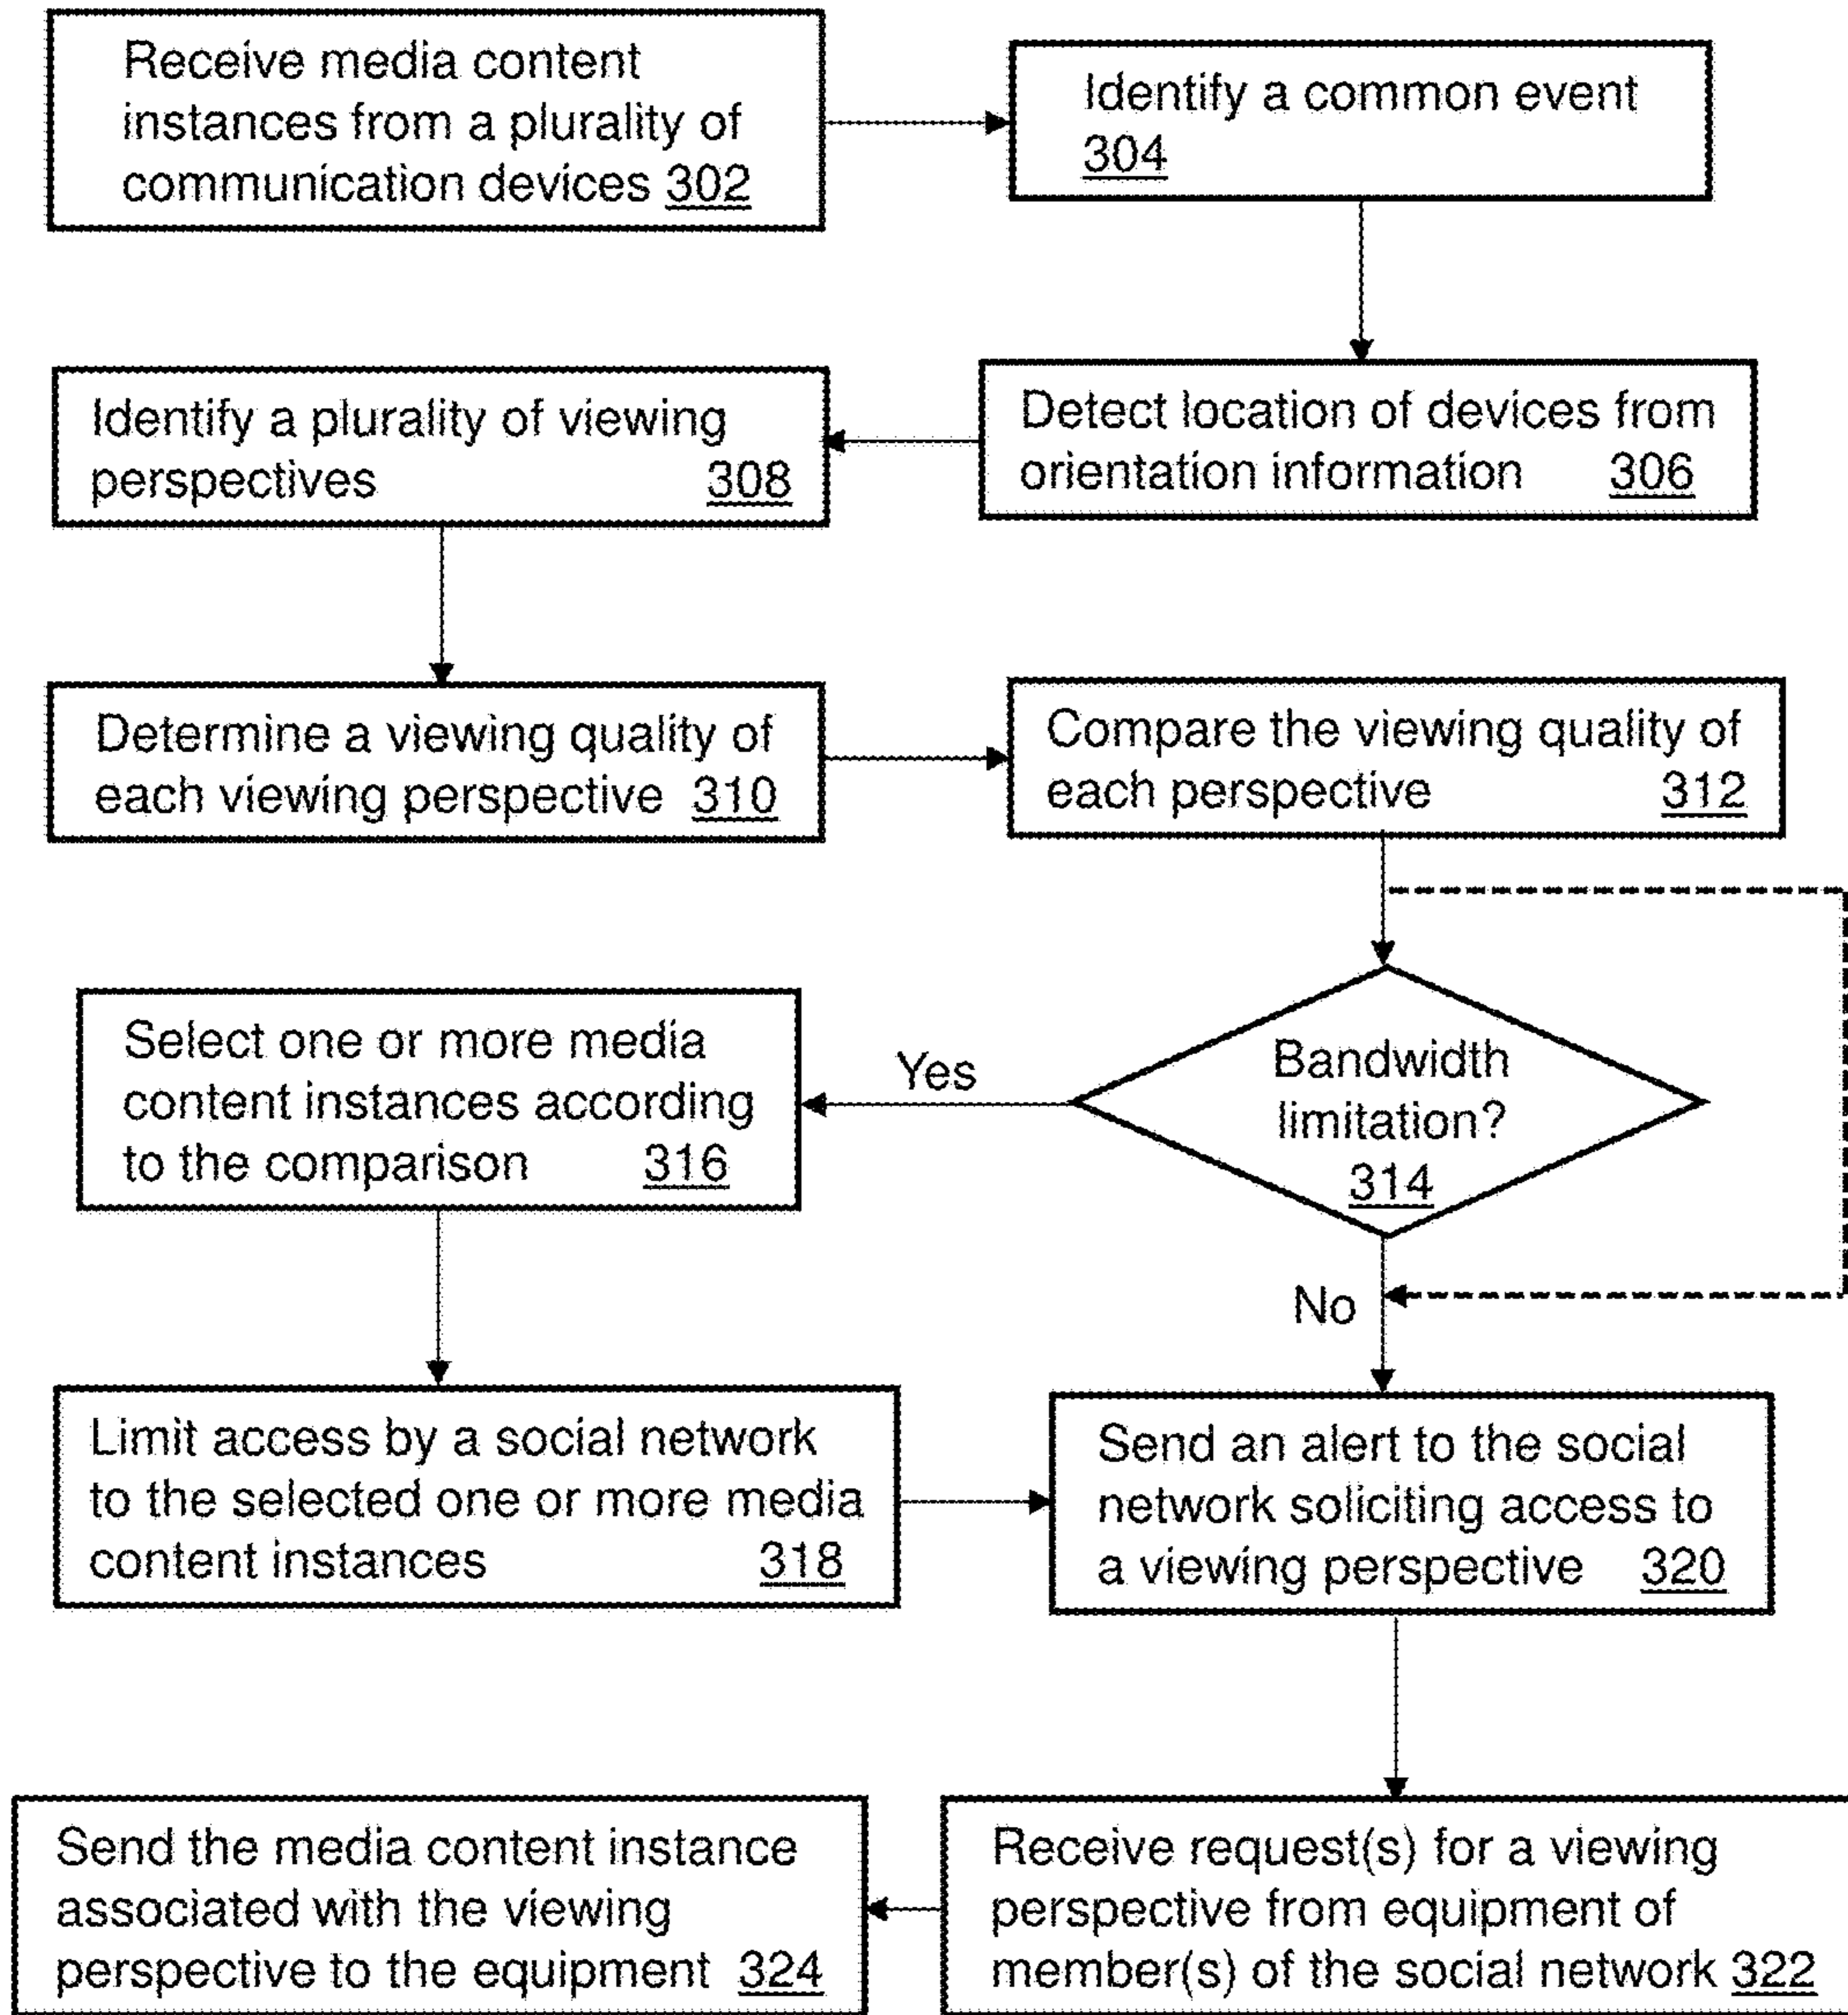 Receive media content
instances from a plurality of
communication devices 302
Identify a common event
304
Detect location of devices from
orientation information 306
Identify a plurality of viewing
perspectives 308
Determine a viewing quality of
each viewing perspective 310
Compare the viewing quality of
each perspective 312
Bandwidth
limitation?
314
Yes
No
Select one or more media
content instances according
to the comparison 316
Limit access by a social network
to the selected one or more media
content instances 318
Send an alert to the social
network soliciting access to
a viewing perspective 320
Receive request(s) for a viewing
perspective from equipment of
member(s) of the social network 322
Send the media content instance
associated with the viewing
perspective to the equipment 324